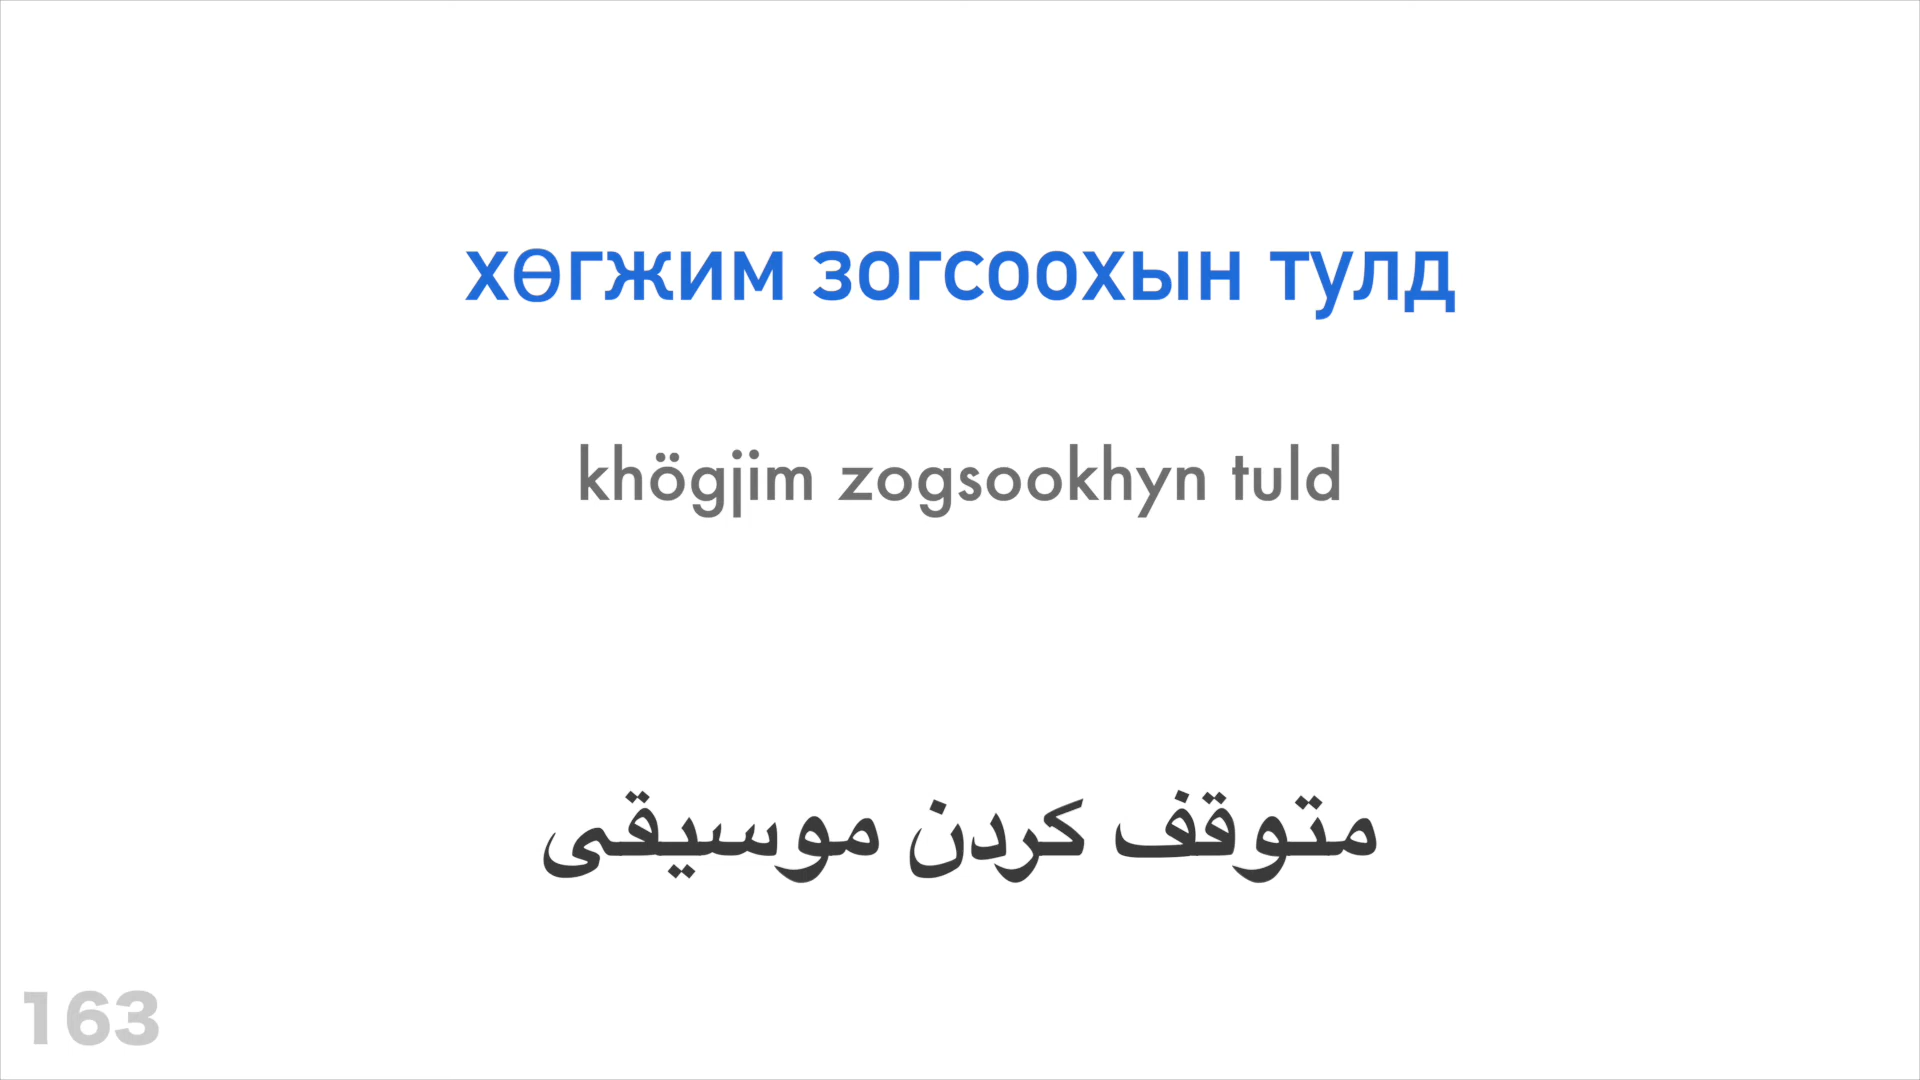 хөгжим зогсоохын тулд
khögjim zogsookhyn tuld
متوقف کردن موسیقی
163